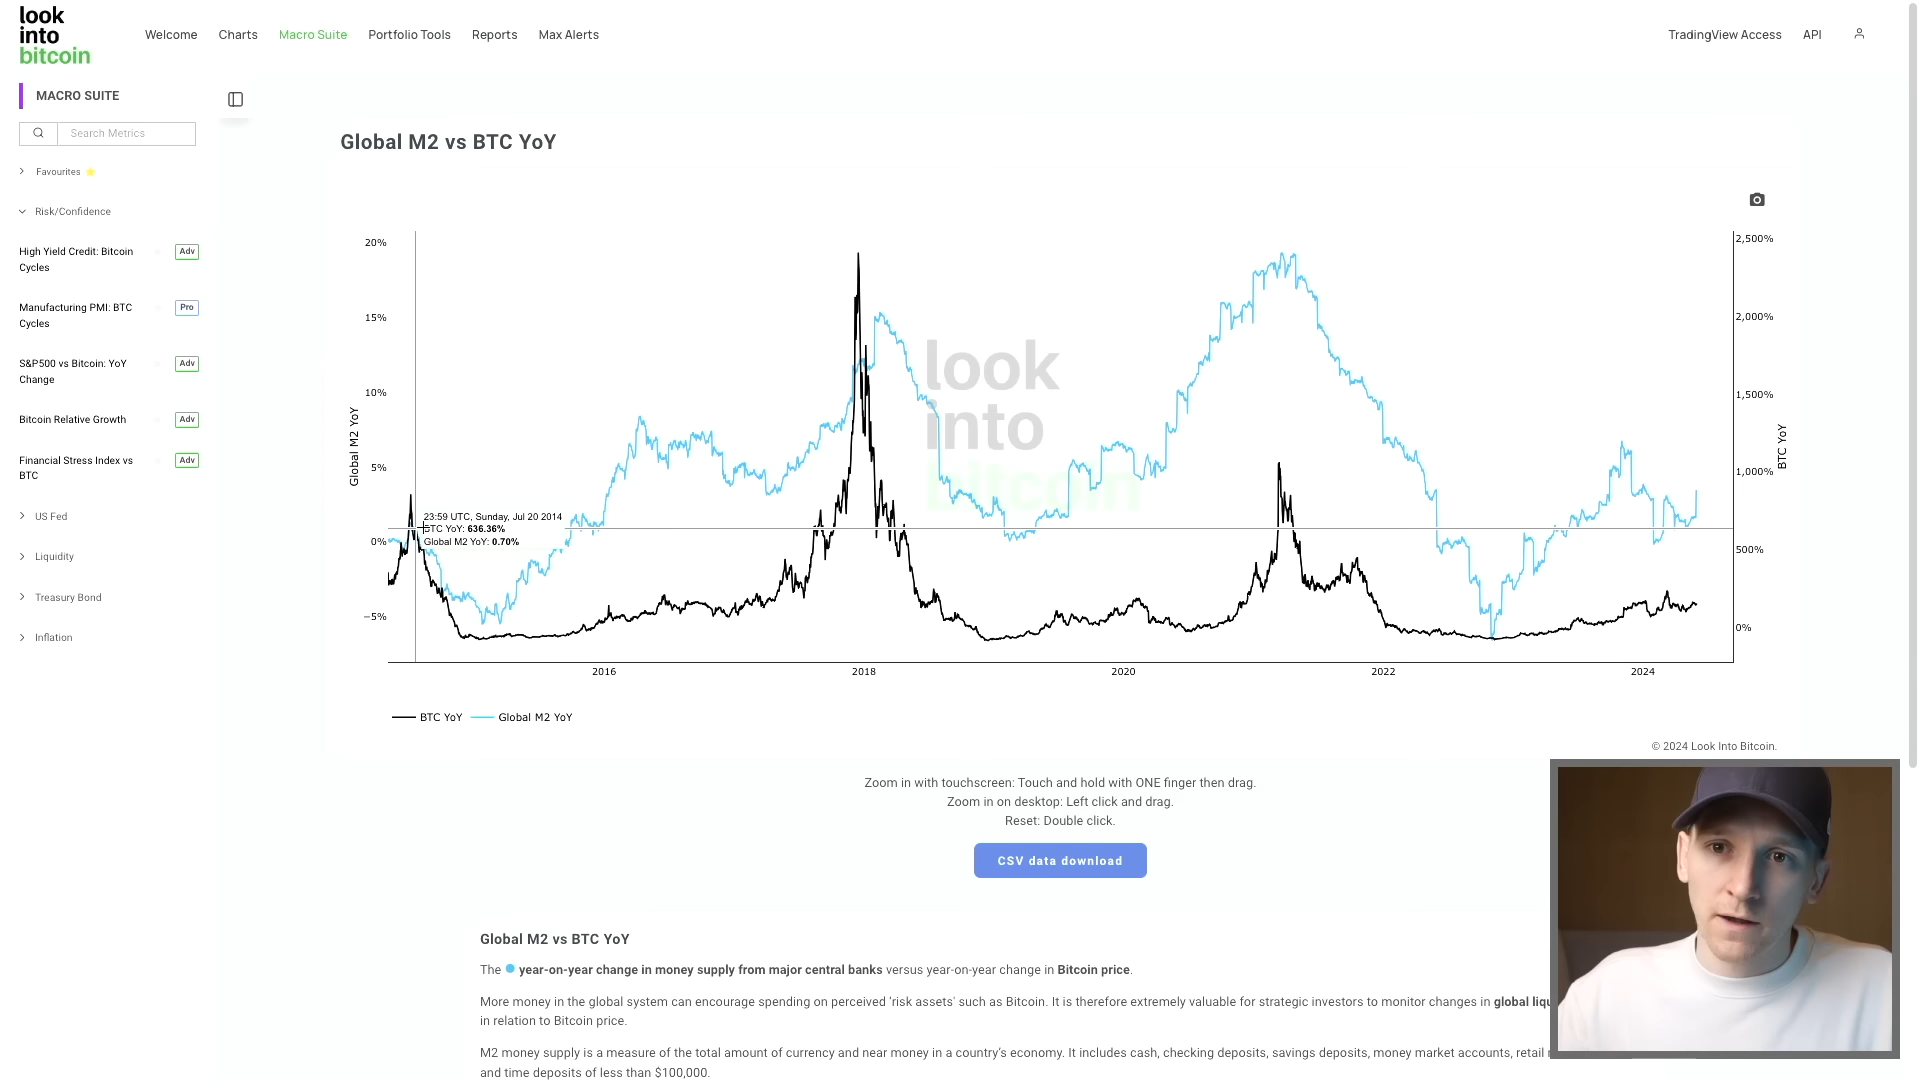 look
into
bitcoin
Welcome
Charts
Macro Suite
Portfolio Tools
Reports
Max Alerts
TradingView Access
API
MACRO SUITE
Search Metrics
Favourites
Risk/Confidence
High Yield Credit: Bitcoin
Cycles
Adv
Manufacturing PMI: BTC
Cycles
Pro
S&P500 vs Bitcoin: YoY
Change
Adv
Bitcoin Relative Growth
Adv
Financial Stress Index vs
BTC
Adv
US Fed
Liquidity
Treasury Bond
Inflation
Global M2 vs BTC YoY
20%
15%
10%
5%
0%
−5%
Global M2 YoY
2,500%
2,000%
1,500%
1,000%
500%
0%
BTC YoY
look
into
bitcoin
23:59 UTC, Sunday, Jul 20 2014
BTC YoY: 636.36%
Global M2 YoY: 0.70%
2016
2018
2020
2022
2024
BTC YoY
Global M2 YoY
© 2024 Look Into Bitcoin.
Zoom in with touchscreen: Touch and hold with ONE finger then drag.
Zoom in on desktop: Left click and drag.
Reset: Double click.
CSV data download
Global M2 vs BTC YoY
The year-on-year change in money supply from major central banks versus year-on-year change in Bitcoin price.
More money in the global system can encourage spending on perceived 'risk assets' such as Bitcoin. It is therefore extremely valuable for strategic investors to monitor changes in global
in relation to Bitcoin price.
M2 money supply is a measure of the total amount of currency and near money in a country's economy. It includes cash, checking deposits, savings deposits, money market accounts, retail
and time deposits of less than $100,000.